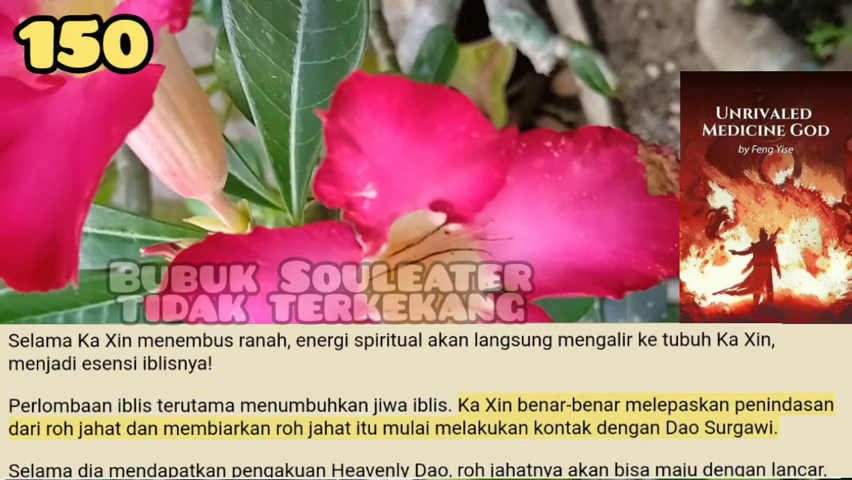 150
UNRIVALED
MEDICINE GOD
by Feng Yise
BUBUK SOULEATER
TIDAK TERKEKANG
Selama Ka Xin menembus ranah, energi spiritual akan langsung mengalir ke tubuh Ka Xin,
menjadi esensi iblisnya!
Perlombaan iblis terutama menumbuhkan jiwa iblis. Ka Xin benar-benar melepaskan penindasan
dari roh jahat dan membiarkan roh jahat itu mulai melakukan kontak dengan Dao Surgawi.
Selama dia mendapatkan pengakuan Heavenly Dao, roh jahatnya akan bisa maju dengan lancar.